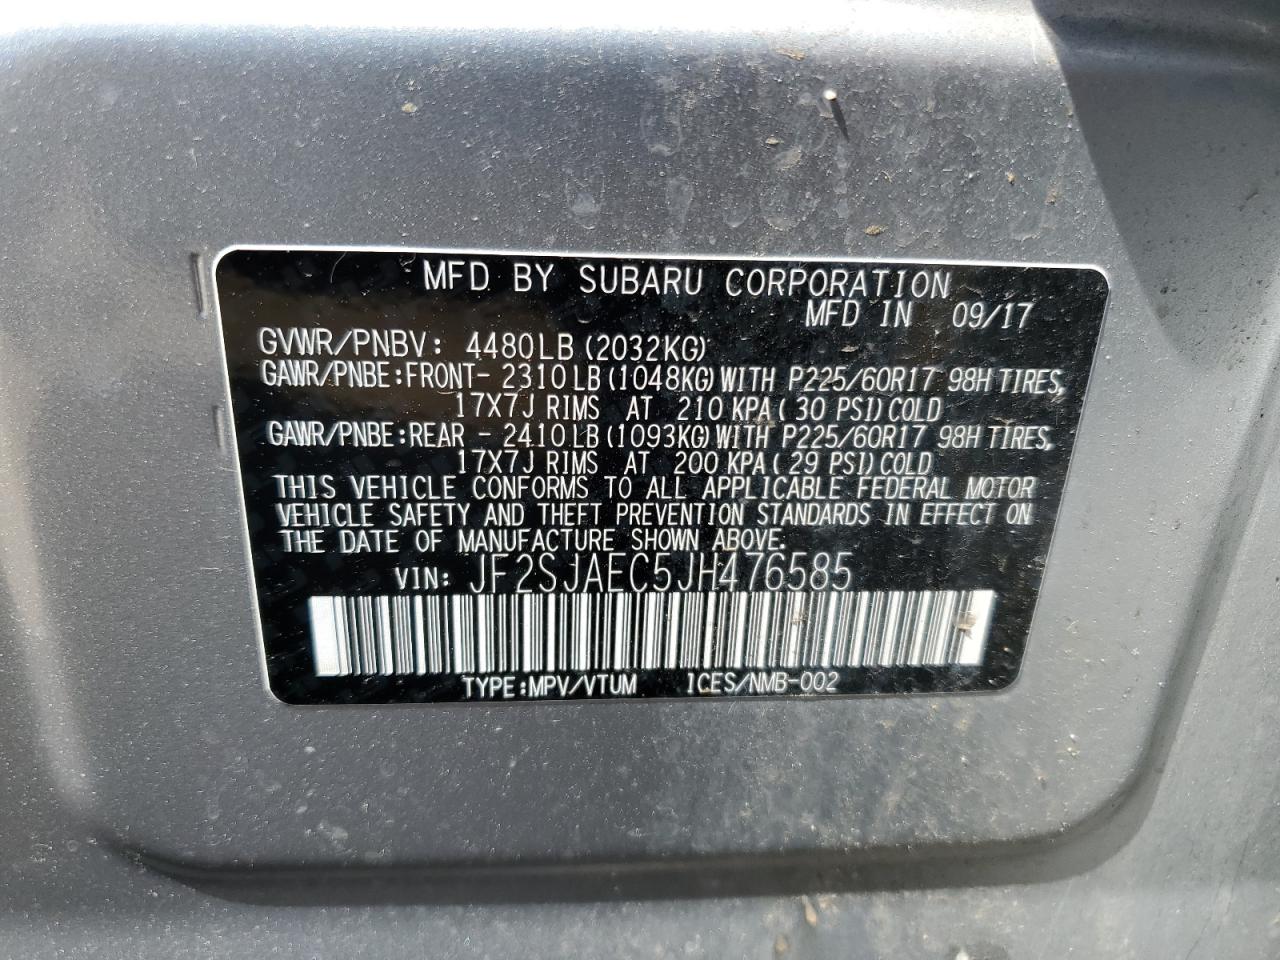 MFD BY SUBARU CORPORATION
MFD IN 09/17
GVWR/PNBV: 4480LB (2032KG)
GAWR/PNBE:FRONT- 2310 LB (1048KG) WITH P225/60R17 98H TIRES,
17X7J RIMS AT 210 KPA ( 30 PSI) COLD
GAWR/PNBE:REAR - 2410 LB (1093KG) WITH P225/60R17 98H TIRES,
17X7J RIMS AT 200 KPA ( 29 PSI) COLD
THIS VEHICLE CONFORMS TO ALL APPLICABLE FEDERAL MOTOR
VEHICLE SAFETY AND THEFT PREVENTION STANDARDS IN EFFECT ON
THE DATE OF MANUFACTURE SHOWN ABOVE.
VIN: JF2SJAEC5JH476585
TYPE:MPV/VTUM ICES/NMB-002